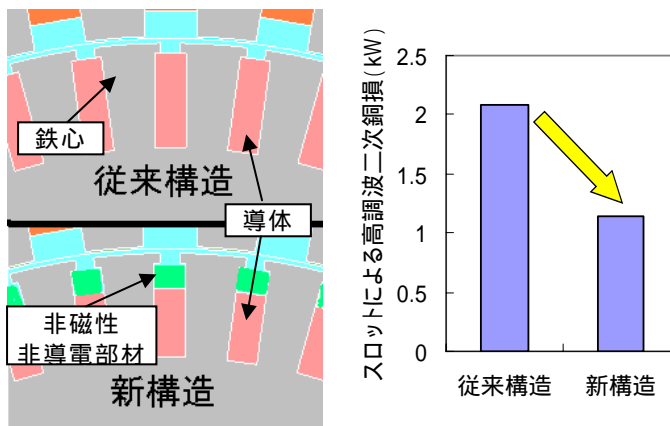 鉄心
従来構造
導体
非磁性
非導電部材
新構造
スロットによる高調波二次銅損(kW)
2.5
2
1.5
1
0.5
0
従来構造
新構造